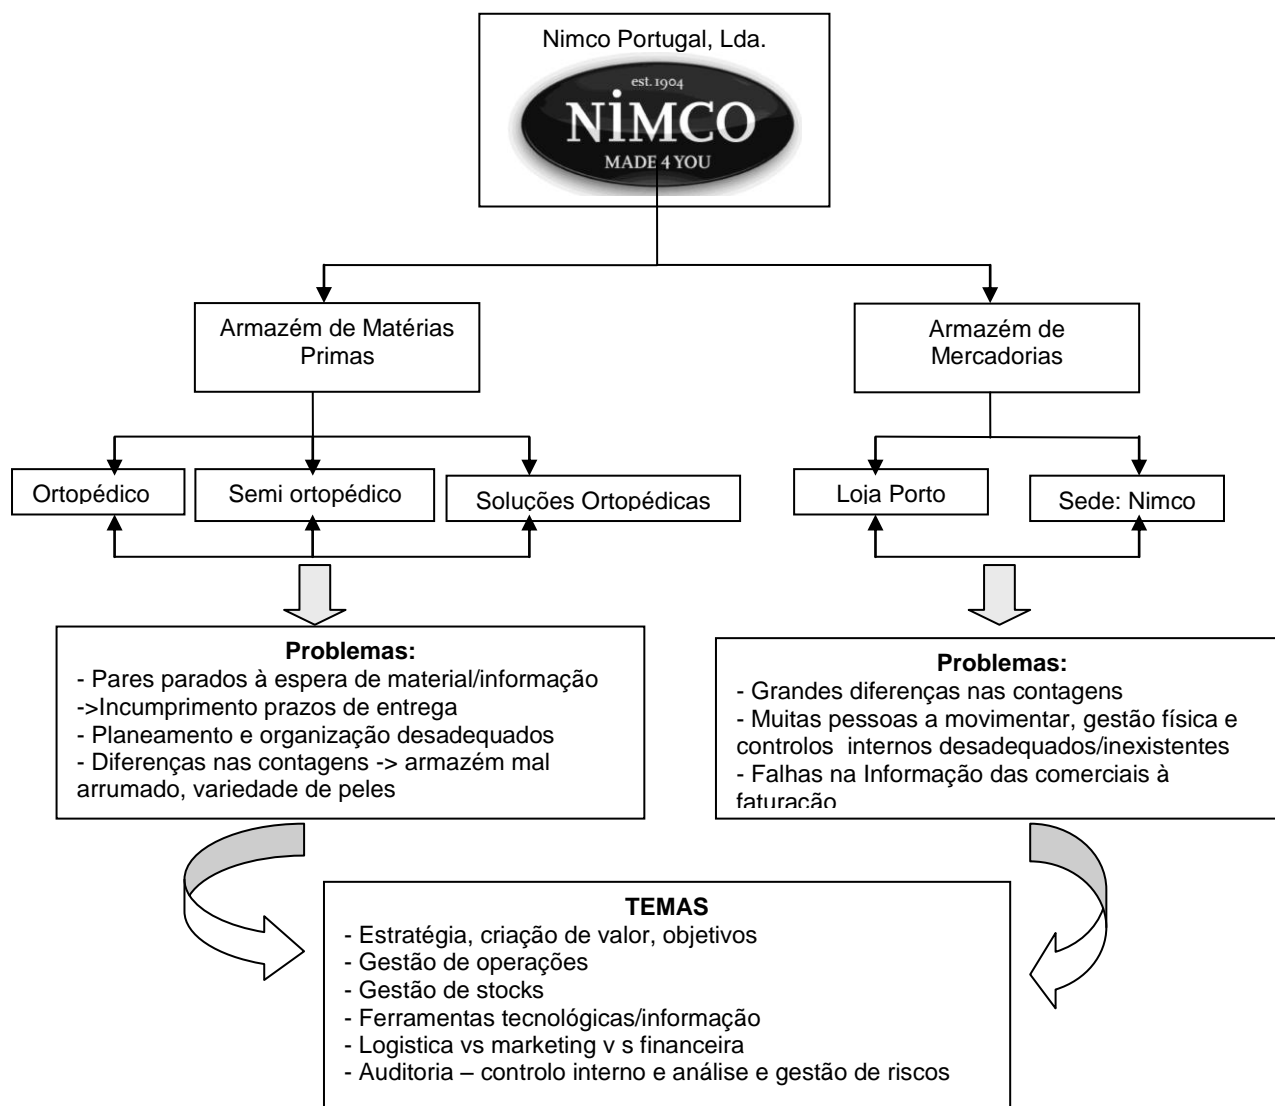 Nimco Portugal, Lda.
est. 1904
NiMCO
MADE 4 YOU
Armazém de Matérias
Primas
Armazém de
Mercadorias
Ortopédico
Semi ortopédico
Soluções Ortopédicas
Loja Porto
Sede: Nimco
Problemas:
- Pares parados à espera de material/informação
->Incumprimento prazos de entrega
- Planeamento e organização desadequados
- Diferenças nas contagens -> armazém mal
arrumado, variedade de peles
Problemas:
- Grandes diferenças nas contagens
- Muitas pessoas a movimentar, gestão física e
controlos internos desadequados/inexistentes
- Falhas na Informação das comerciais à
faturação
TEMAS
- Estratégia, criação de valor, objetivos
- Gestão de operações
- Gestão de stocks
- Ferramentas tecnológicas/informação
- Logistica vs marketing v s financeira
- Auditoria – controlo interno e análise e gestão de riscos